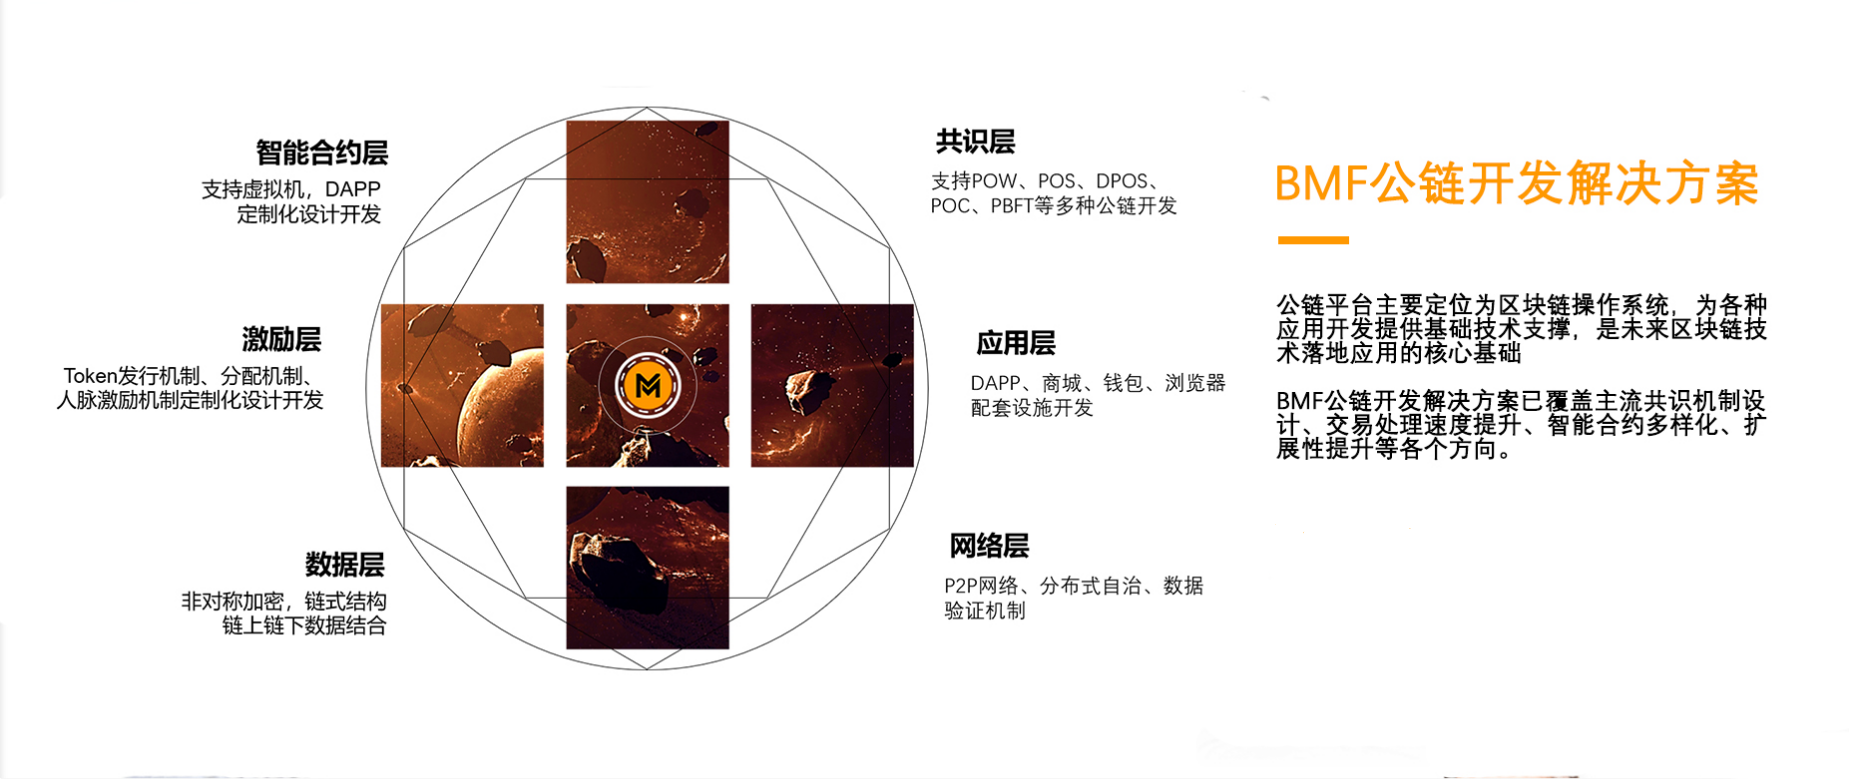 智能合约层
支持虚拟机，DAPP
定制化设计开发
激励层
Token发行机制、分配机制、
人脉激励机制定制化设计开发
数据层
非对称加密，链式结构
链上链下数据结合
共识层
支持POW、POS、DPOS、
POC、PBFT等多种公链开发
应用层
DAPP、商城、钱包、浏览器
配套设施开发
网络层
P2P网络、分布式自治、数据
验证机制
BMF公链开发解决方案
公链平台主要定位为区块链操作系统，为各种
应用开发提供基础技术支撑，是未来区块链技
术落地应用的核心基础
BMF公链开发解决方案已覆盖主流共识机制设
计、交易处理速度提升、智能合约多样化、扩
展性提升等各个方向。